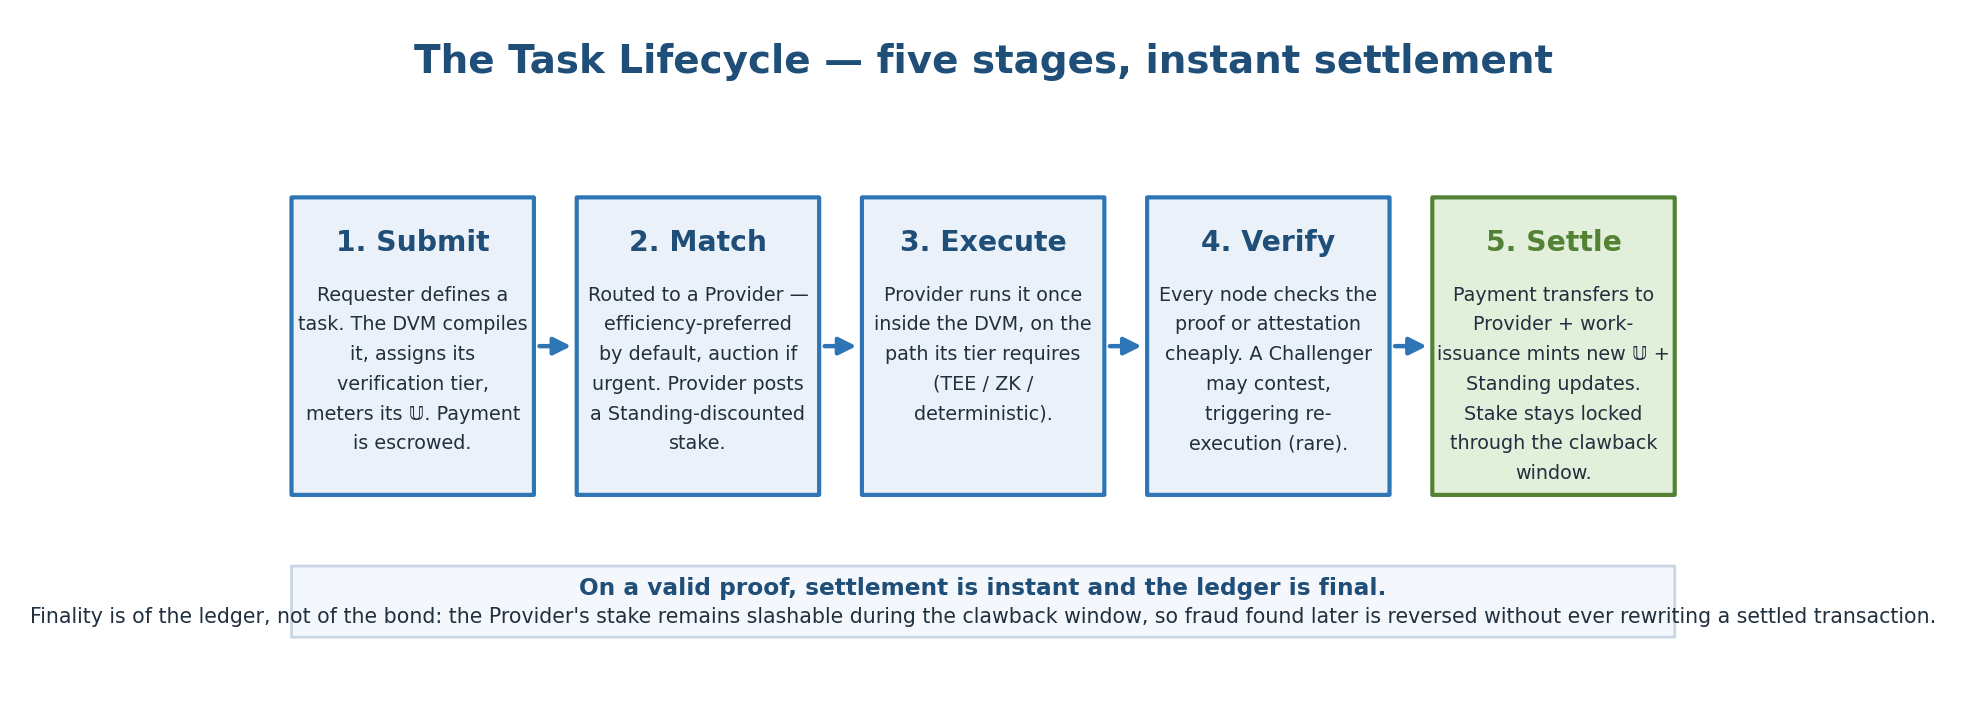 The Task Lifecycle — five stages, instant settlement
1. Submit
Requester defines a
task. The DVM compiles
it, assigns its
verification tier,
meters its 𝕌. Payment
is escrowed.
2. Match
Routed to a Provider —
efficiency-preferred
by default, auction if
urgent. Provider posts
a Standing-discounted
stake.
3. Execute
Provider runs it once
inside the DVM, on the
path its tier requires
(TEE / ZK /
deterministic).
4. Verify
Every node checks the
proof or attestation
cheaply. A Challenger
may contest,
triggering re-
execution (rare).
5. Settle
Payment transfers to
Provider + work-
issuance mints new 𝕌 +
Standing updates.
Stake stays locked
through the clawback
window.
On a valid proof, settlement is instant and the ledger is final.
Finality is of the ledger, not of the bond: the Provider's stake remains slashable during the clawback window, so fraud found later is reversed without ever rewriting a settled transaction.